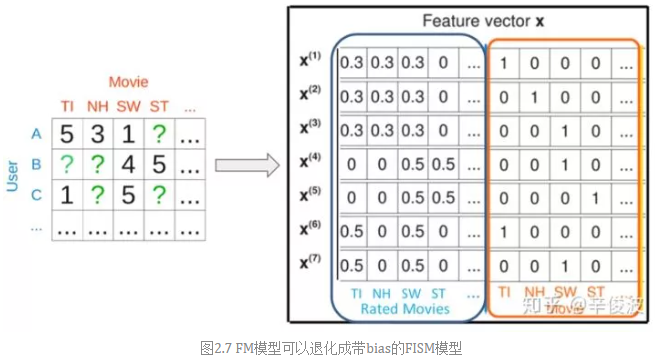 Feature vector x
Movie
TI NH SW ST ...
User
A 5 3 1 ? ...
B ? ? 4 5 ...
C 1 ? 5 ? ...
... ... ... ... ... ...
x(1) 0.3 0.3 0.3 0 ... 1 0 0 0 ...
x(2) 0.3 0.3 0.3 0 ... 0 1 0 0 ...
x(3) 0.3 0.3 0.3 0 ... 0 0 1 0 ...
x(4) 0 0 0.5 0.5 ... 0 0 1 0 ...
x(5) 0 0 0.5 0.5 ... 0 0 0 1 ...
x(6) 0.5 0 0.5 0 ... 1 0 0 0 ...
x(7) 0.5 0 0.5 0 ... 0 0 1 0 ...
TI NH SW ST ... TI NH SW ST ...
Rated Movies Movie
知乎 @辛俊波
图2.7 FM模型可以退化成带bias的FISM模型